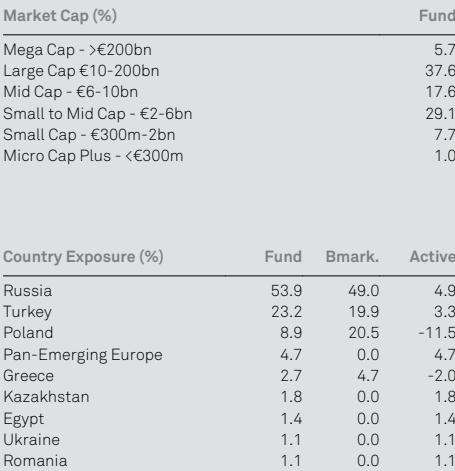 Market Cap (%) Fund
Mega Cap - >€200bn 5.7
Large Cap €10-200bn 37.6
Mid Cap - €6-10bn 17.6
Small to Mid Cap - €2-6bn 29.1
Small Cap - €300m-2bn 7.7
Micro Cap Plus - <€300m 1.0
Country Exposure (%) Fund Bmark. Active
Russia 53.9 49.0 4.9
Turkey 23.2 19.9 3.3
Poland 8.9 20.5 -11.5
Pan-Emerging Europe 4.7 0.0 4.7
Greece 2.7 4.7 -2.0
Kazakhstan 1.8 0.0 1.8
Egypt 1.4 0.0 1.4
Ukraine 1.1 0.0 1.1
Romania 1.1 0.0 1.1